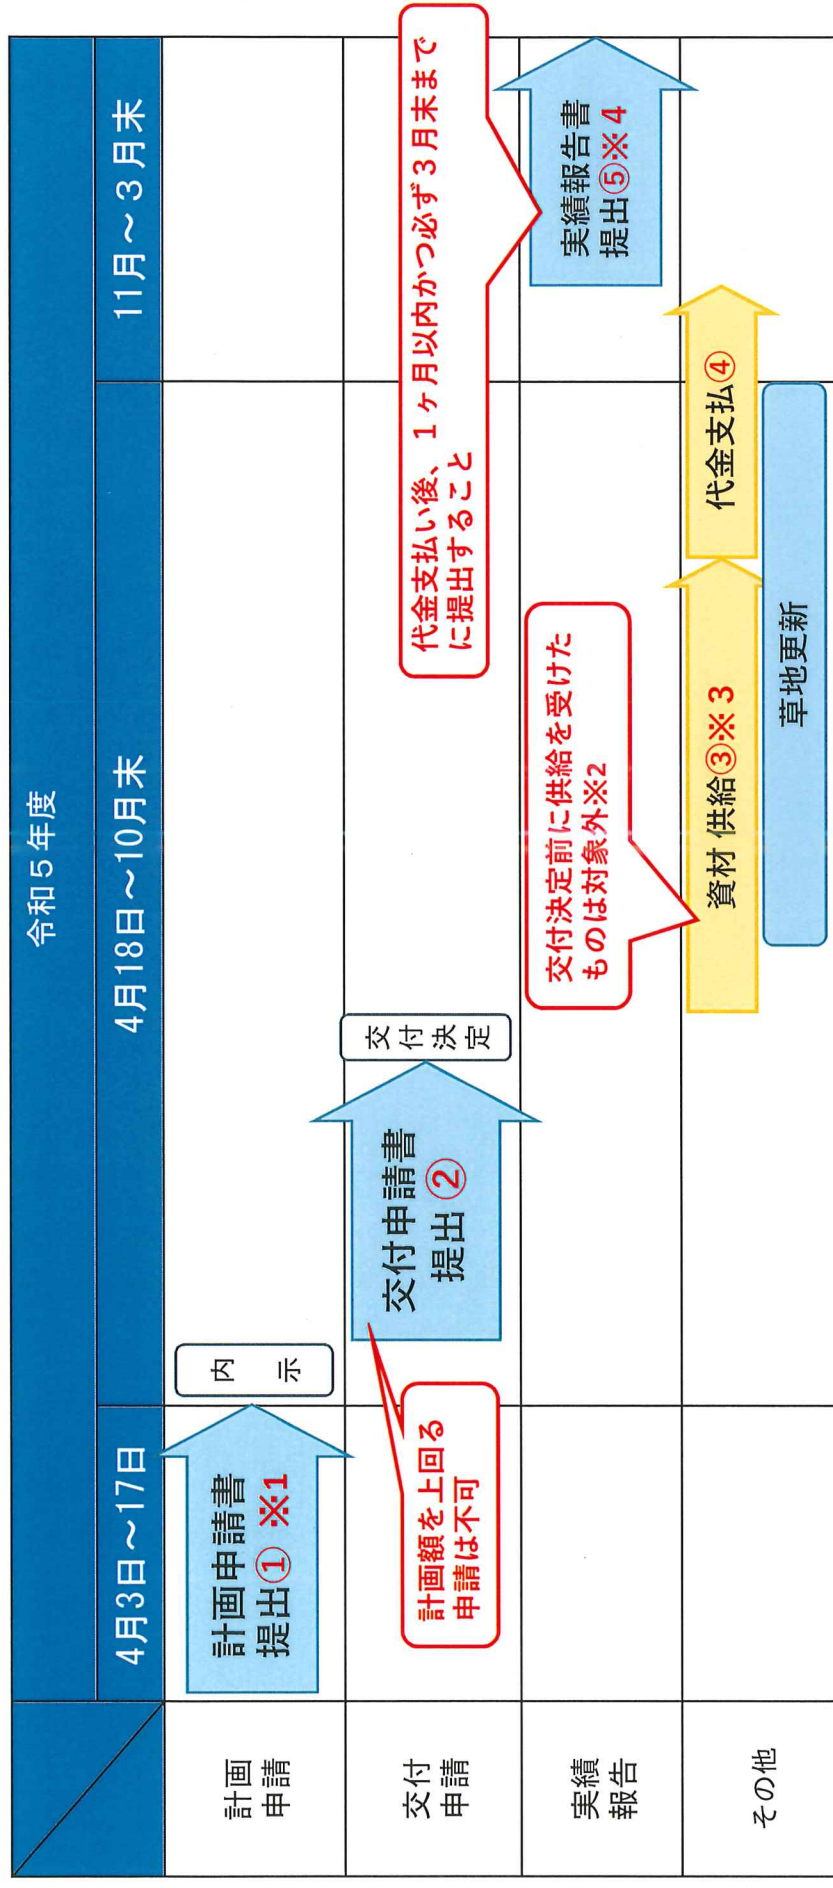 令和５年度
4月3日～17日
4月18日～10月末
11月～３月末
計画
申請
計画申請書
提出① ※1
内　示
交付
申請
計画額を上回る
申請は不可
交付申請書
提出②
交付
決定
代金支払い後、１ヶ月以内かつ必ず３月末まで
に提出すること
実績
報告
交付決定前に供給を受けた
ものは対象外※2
実績報告書
提出⑤※４
その他
資材 供給③※３
代金支払④
草地更新